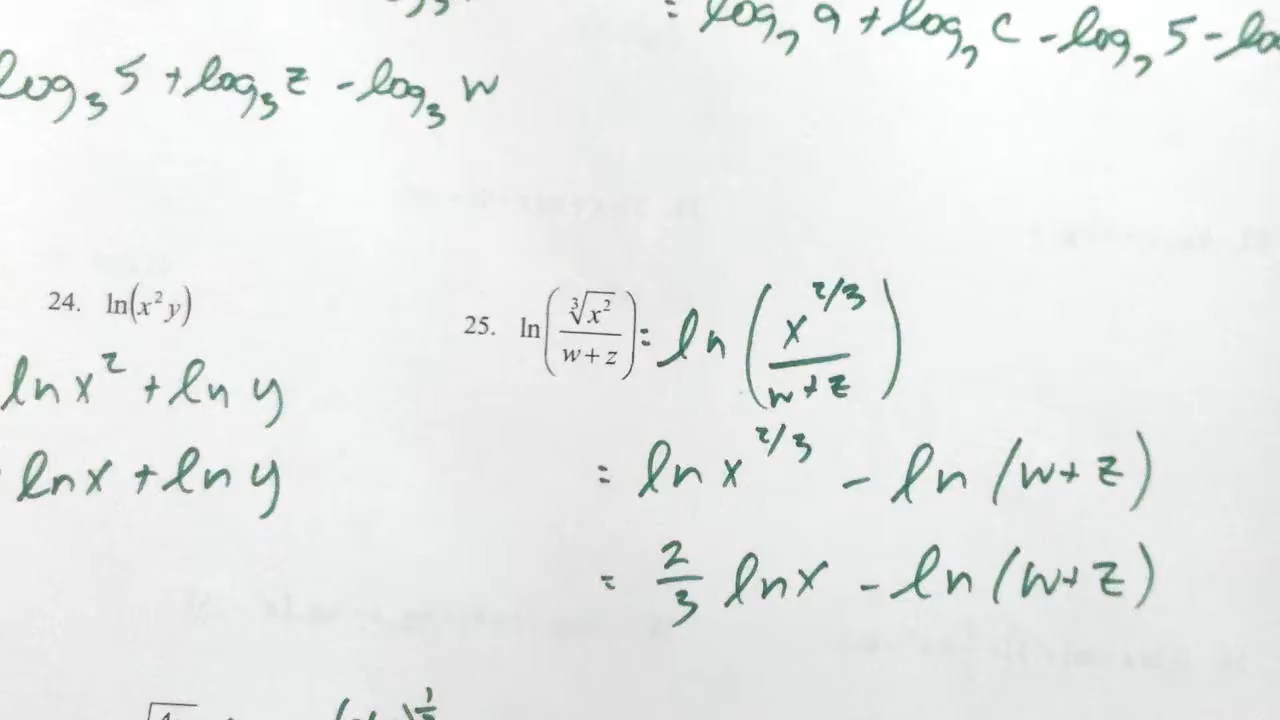 = log₇ 9 + log₇ c - log₇ 5 - lo
log₃ 5 + log₃ z - log₃ w
24. ln(x²y)
ln x² + ln y
ln x + ln y
25. ln(∛x² / (w + z)) = ln(x^2/3 / (w + z))
= ln x^2/3 - ln (w + z)
= 2/3 ln x - ln (w + z)